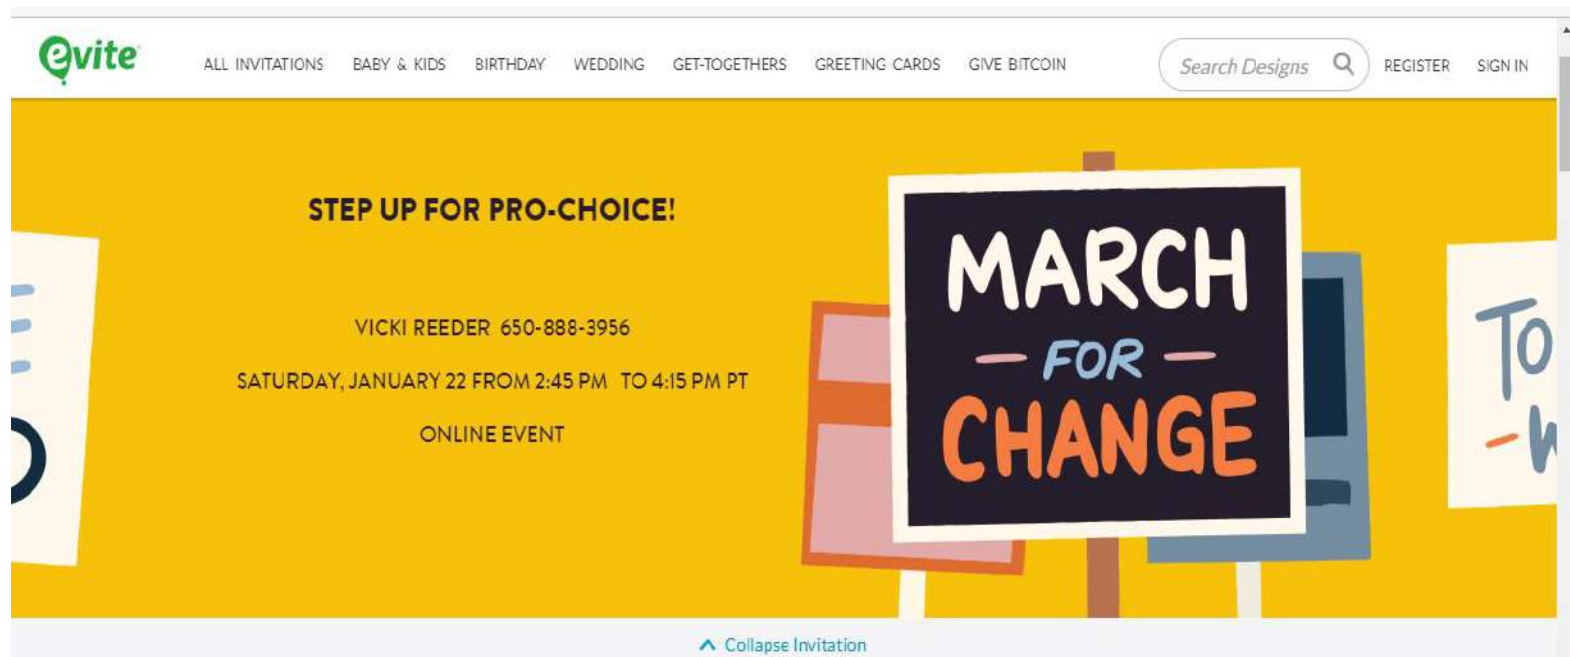 evite
ALL INVITATIONS BABY & KIDS BIRTHDAY WEDDING GET-TOGETHERS GREETING CARDS GIVE BITCOIN Search Designs REGISTER SIGN IN
STEP UP FOR PRO-CHOICE!
VICKI REEDER 650-888-3956
SATURDAY, JANUARY 22 FROM 2:45 PM TO 4:15 PM PT
ONLINE EVENT
MARCH
FOR
CHANGE
TO
Collapse Invitation